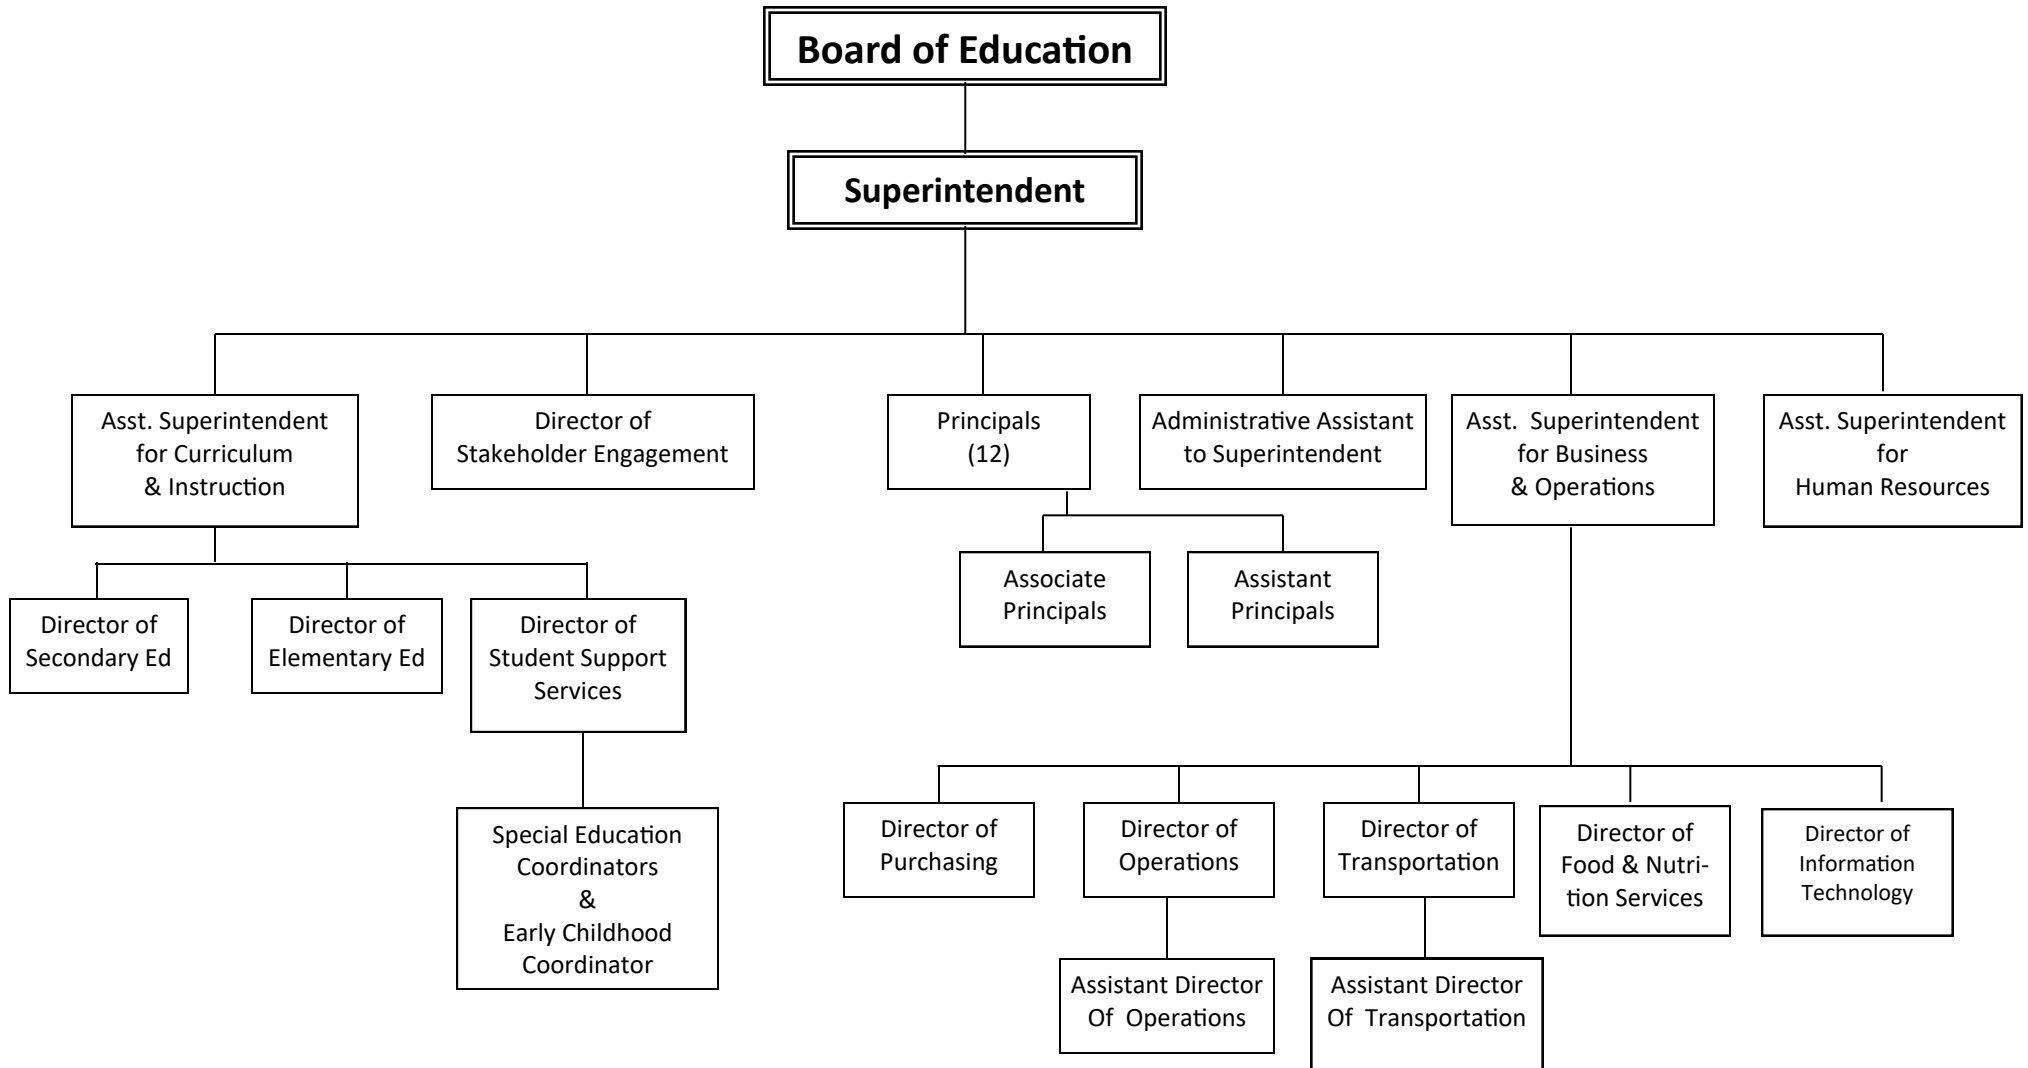 Board of Education
Superintendent
Asst. Superintendent
for Curriculum
& Instruction
Director of
Stakeholder Engagement
Principals
(12)
Administrative Assistant
to Superintendent
Asst.  Superintendent
for Business
& Operations
Asst. Superintendent
for
Human Resources
Associate
Principals
Assistant
Principals
Director of
Secondary Ed
Director of
Elementary Ed
Director of
Student Support
Services
Special Education
Coordinators
&
Early Childhood
Coordinator
Director of
Purchasing
Director of
Operations
Director of
Transportation
Director of
Food & Nutri-
tion Services
Director of
Information
Technology
Assistant Director
Of  Operations
Assistant Director
Of  Transportation